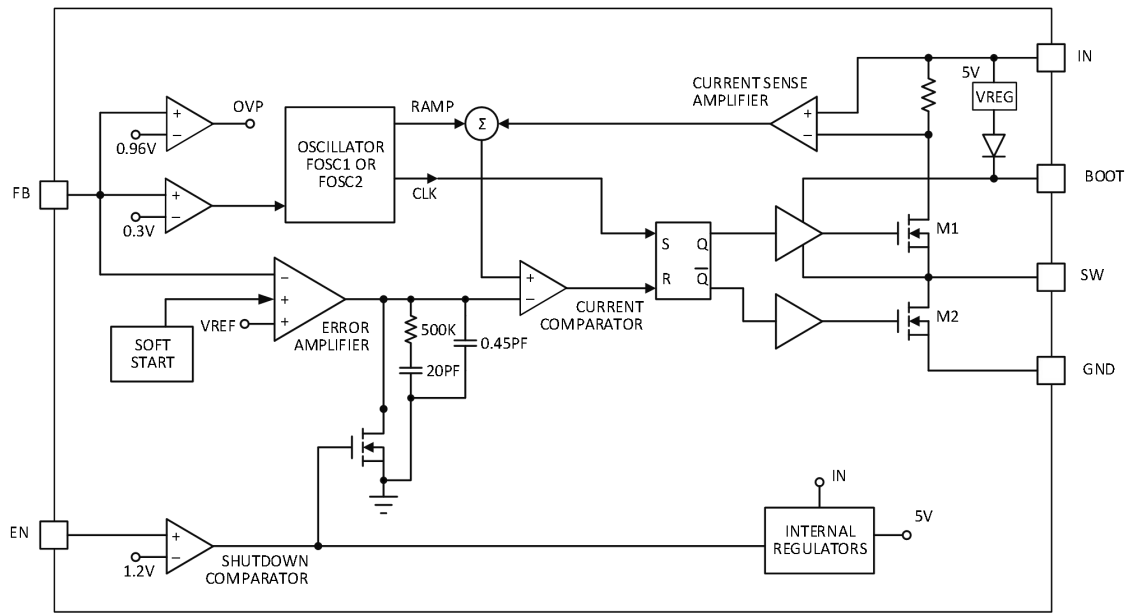 IN
5V
VREG
CURRENT SENSE
AMPLIFIER
+
−
OVP
+
−
0.96V
RAMP
Σ
OSCILLATOR
FOSC1 OR
FOSC2
CLK
BOOT
FB
+
−
0.3V
M1
S Q
R Q̅
SW
−
+
+
VREF
ERROR
AMPLIFIER
SOFT
START
+
−
CURRENT
COMPARATOR
500K
0.45PF
20PF
M2
GND
IN
5V
INTERNAL
REGULATORS
EN
+
−
1.2V
SHUTDOWN
COMPARATOR